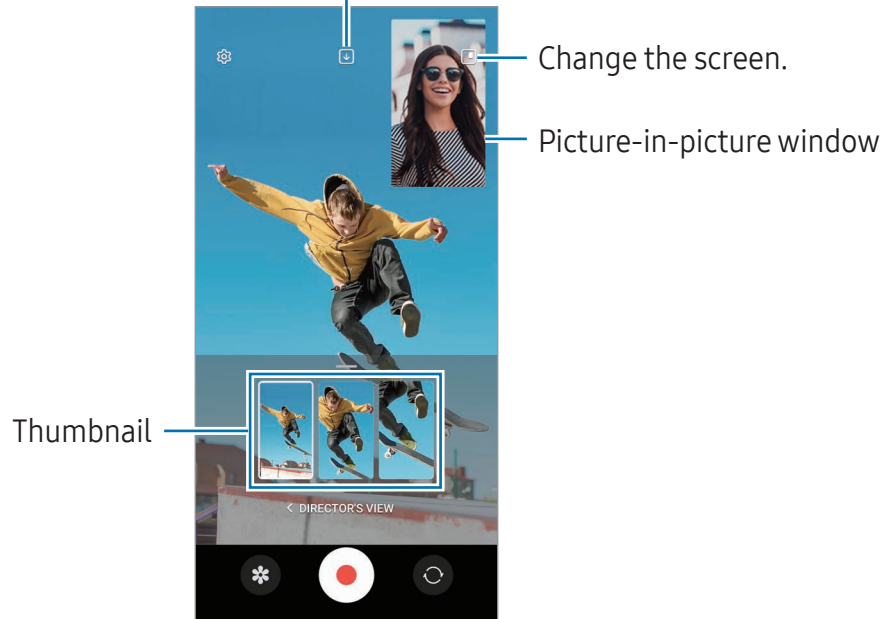 Change the screen.
Picture-in-picture window
Thumbnail
< DIRECTOR'S VIEW